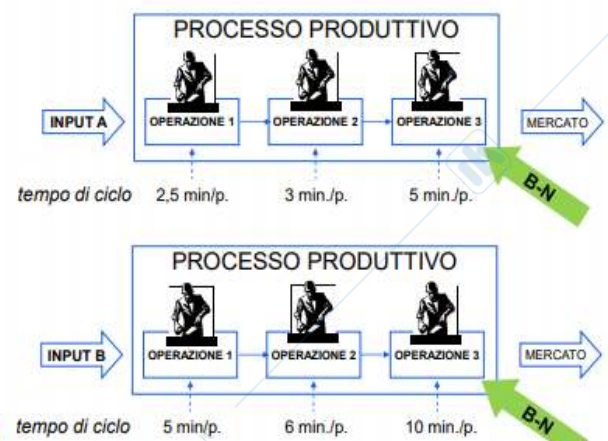 PROCESSO PRODUTTIVO
INPUT A
OPERAZIONE 1
OPERAZIONE 2
OPERAZIONE 3
MERCATO
B-N
tempo di ciclo 2,5 min/p. 3 min./p. 5 min./p.
PROCESSO PRODUTTIVO
INPUT B
OPERAZIONE 1
OPERAZIONE 2
OPERAZIONE 3
MERCATO
B-N
tempo di ciclo 5 min/p. 6 min./p. 10 min./p.